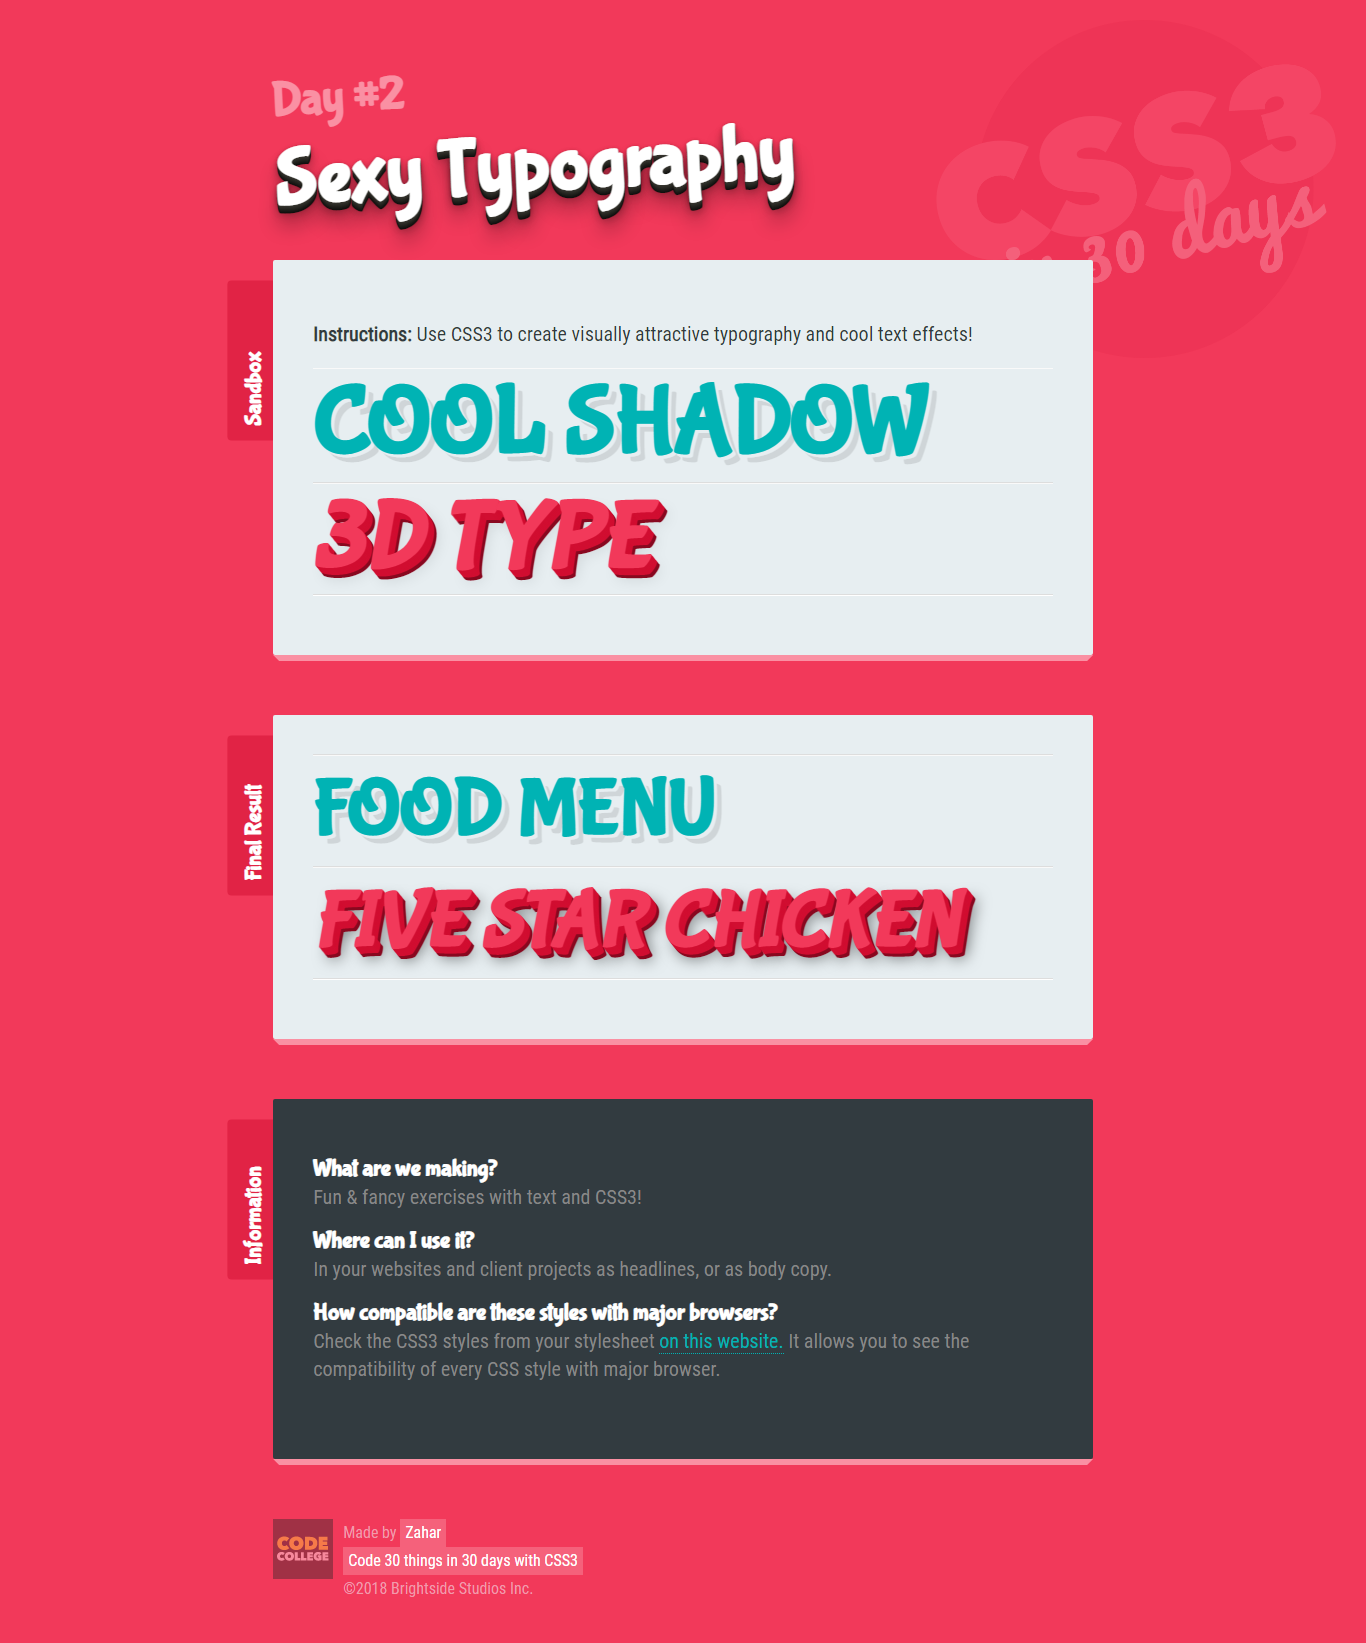 Day #2
Sexy Typography
CSS3
30 days
Sandbox
Instructions: Use CSS3 to create visually attractive typography and cool text effects!
COOL SHADOW
3D TYPE
Final Result
FOOD MENU
FIVE STAR CHICKEN
Information
What are we making?
Fun & fancy exercises with text and CSS3!
Where can I use it?
In your websites and client projects as headlines, or as body copy.
How compatible are these styles with major browsers?
Check the CSS3 styles from your stylesheet on this website. It allows you to see the
compatibility of every CSS style with major browser.
CODE
COLLEGE
Made by Zahar
Code 30 things in 30 days with CSS3
©2018 Brightside Studios Inc.